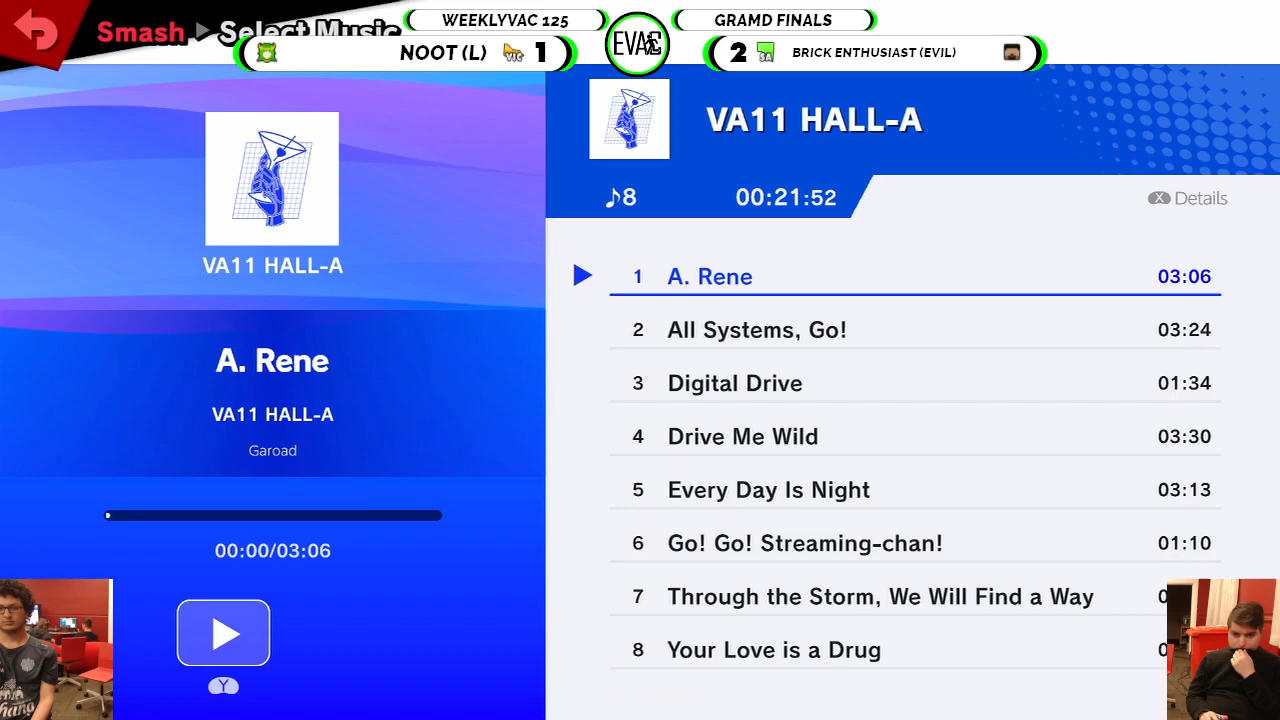 Smash ▶ Select Music
WEEKLYVAC 125
GRAMD FINALS
NOOT (L)
VIC
1
EVAC
2
SA
BRICK ENTHUSIAST (EVIL)
VA11 HALL-A
♪8
00:21:52
X Details
VA11 HALL-A
A. Rene
VA11 HALL-A
Garoad
00:00/03:06
Y
1 A. Rene 03:06
2 All Systems, Go! 03:24
3 Digital Drive 01:34
4 Drive Me Wild 03:30
5 Every Day Is Night 03:13
6 Go! Go! Streaming-chan! 01:10
7 Through the Storm, We Will Find a Way
8 Your Love is a Drug